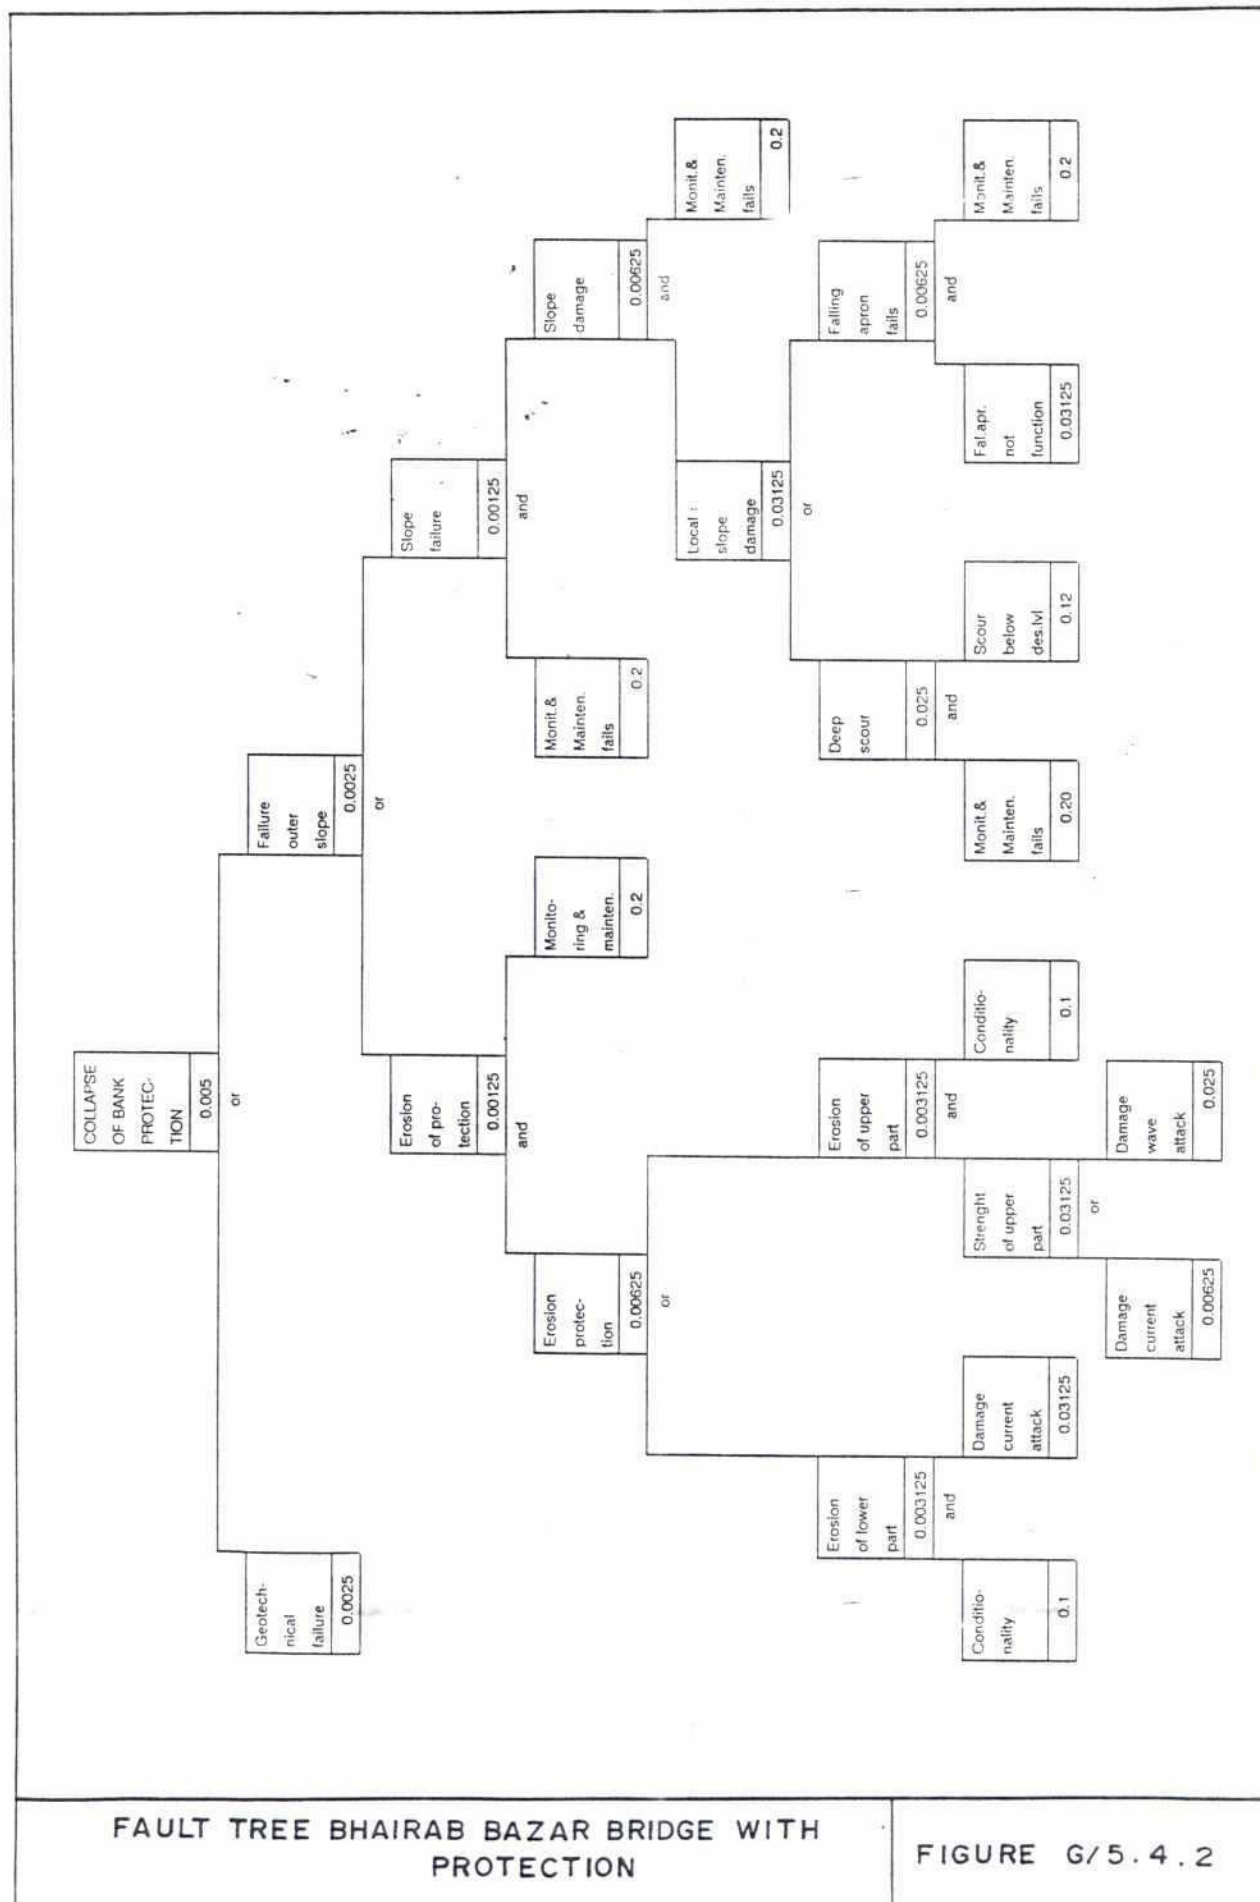 COLLAPSE
OF BANK
PROTEC-
TION
0.005
or
Geotech-
nical
failure
0.0025
Failure
outer
slope
0.0025
or
Erosion
of pro-
tection
0.00125
and
Slope
failure
0.00125
and
Erosion
protec-
tion
0.00625
or
Monito-
ring &
mainten.
0.2
Monit.&
Mainten.
fails
0.2
Slope
damage
0.00625
and
Local :
slope
damage
0.03125
or
Monit.&
Mainten.
fails
0.2
Erosion
of lower
part
0.003125
and
Erosion
of upper
part
0.003125
and
Deep
scour
0.025
and
Falling
apron
fails
0.00625
and
Conditio-
nality
0.1
Damage
current
attack
0.03125
Strenght
of upper
part
0.03125
or
Conditio-
nality
0.1
Monit.&
Mainten.
fails
0.20
Scour
below
des.lvl
0.12
Fal.apr.
not
function
0.03125
Monit.&
Mainten.
fails
0.2
Damage
current
attack
0.00625
Damage
wave
attack
0.025
FAULT TREE BHAIRAB BAZAR BRIDGE WITH
PROTECTION
FIGURE G/5.4.2